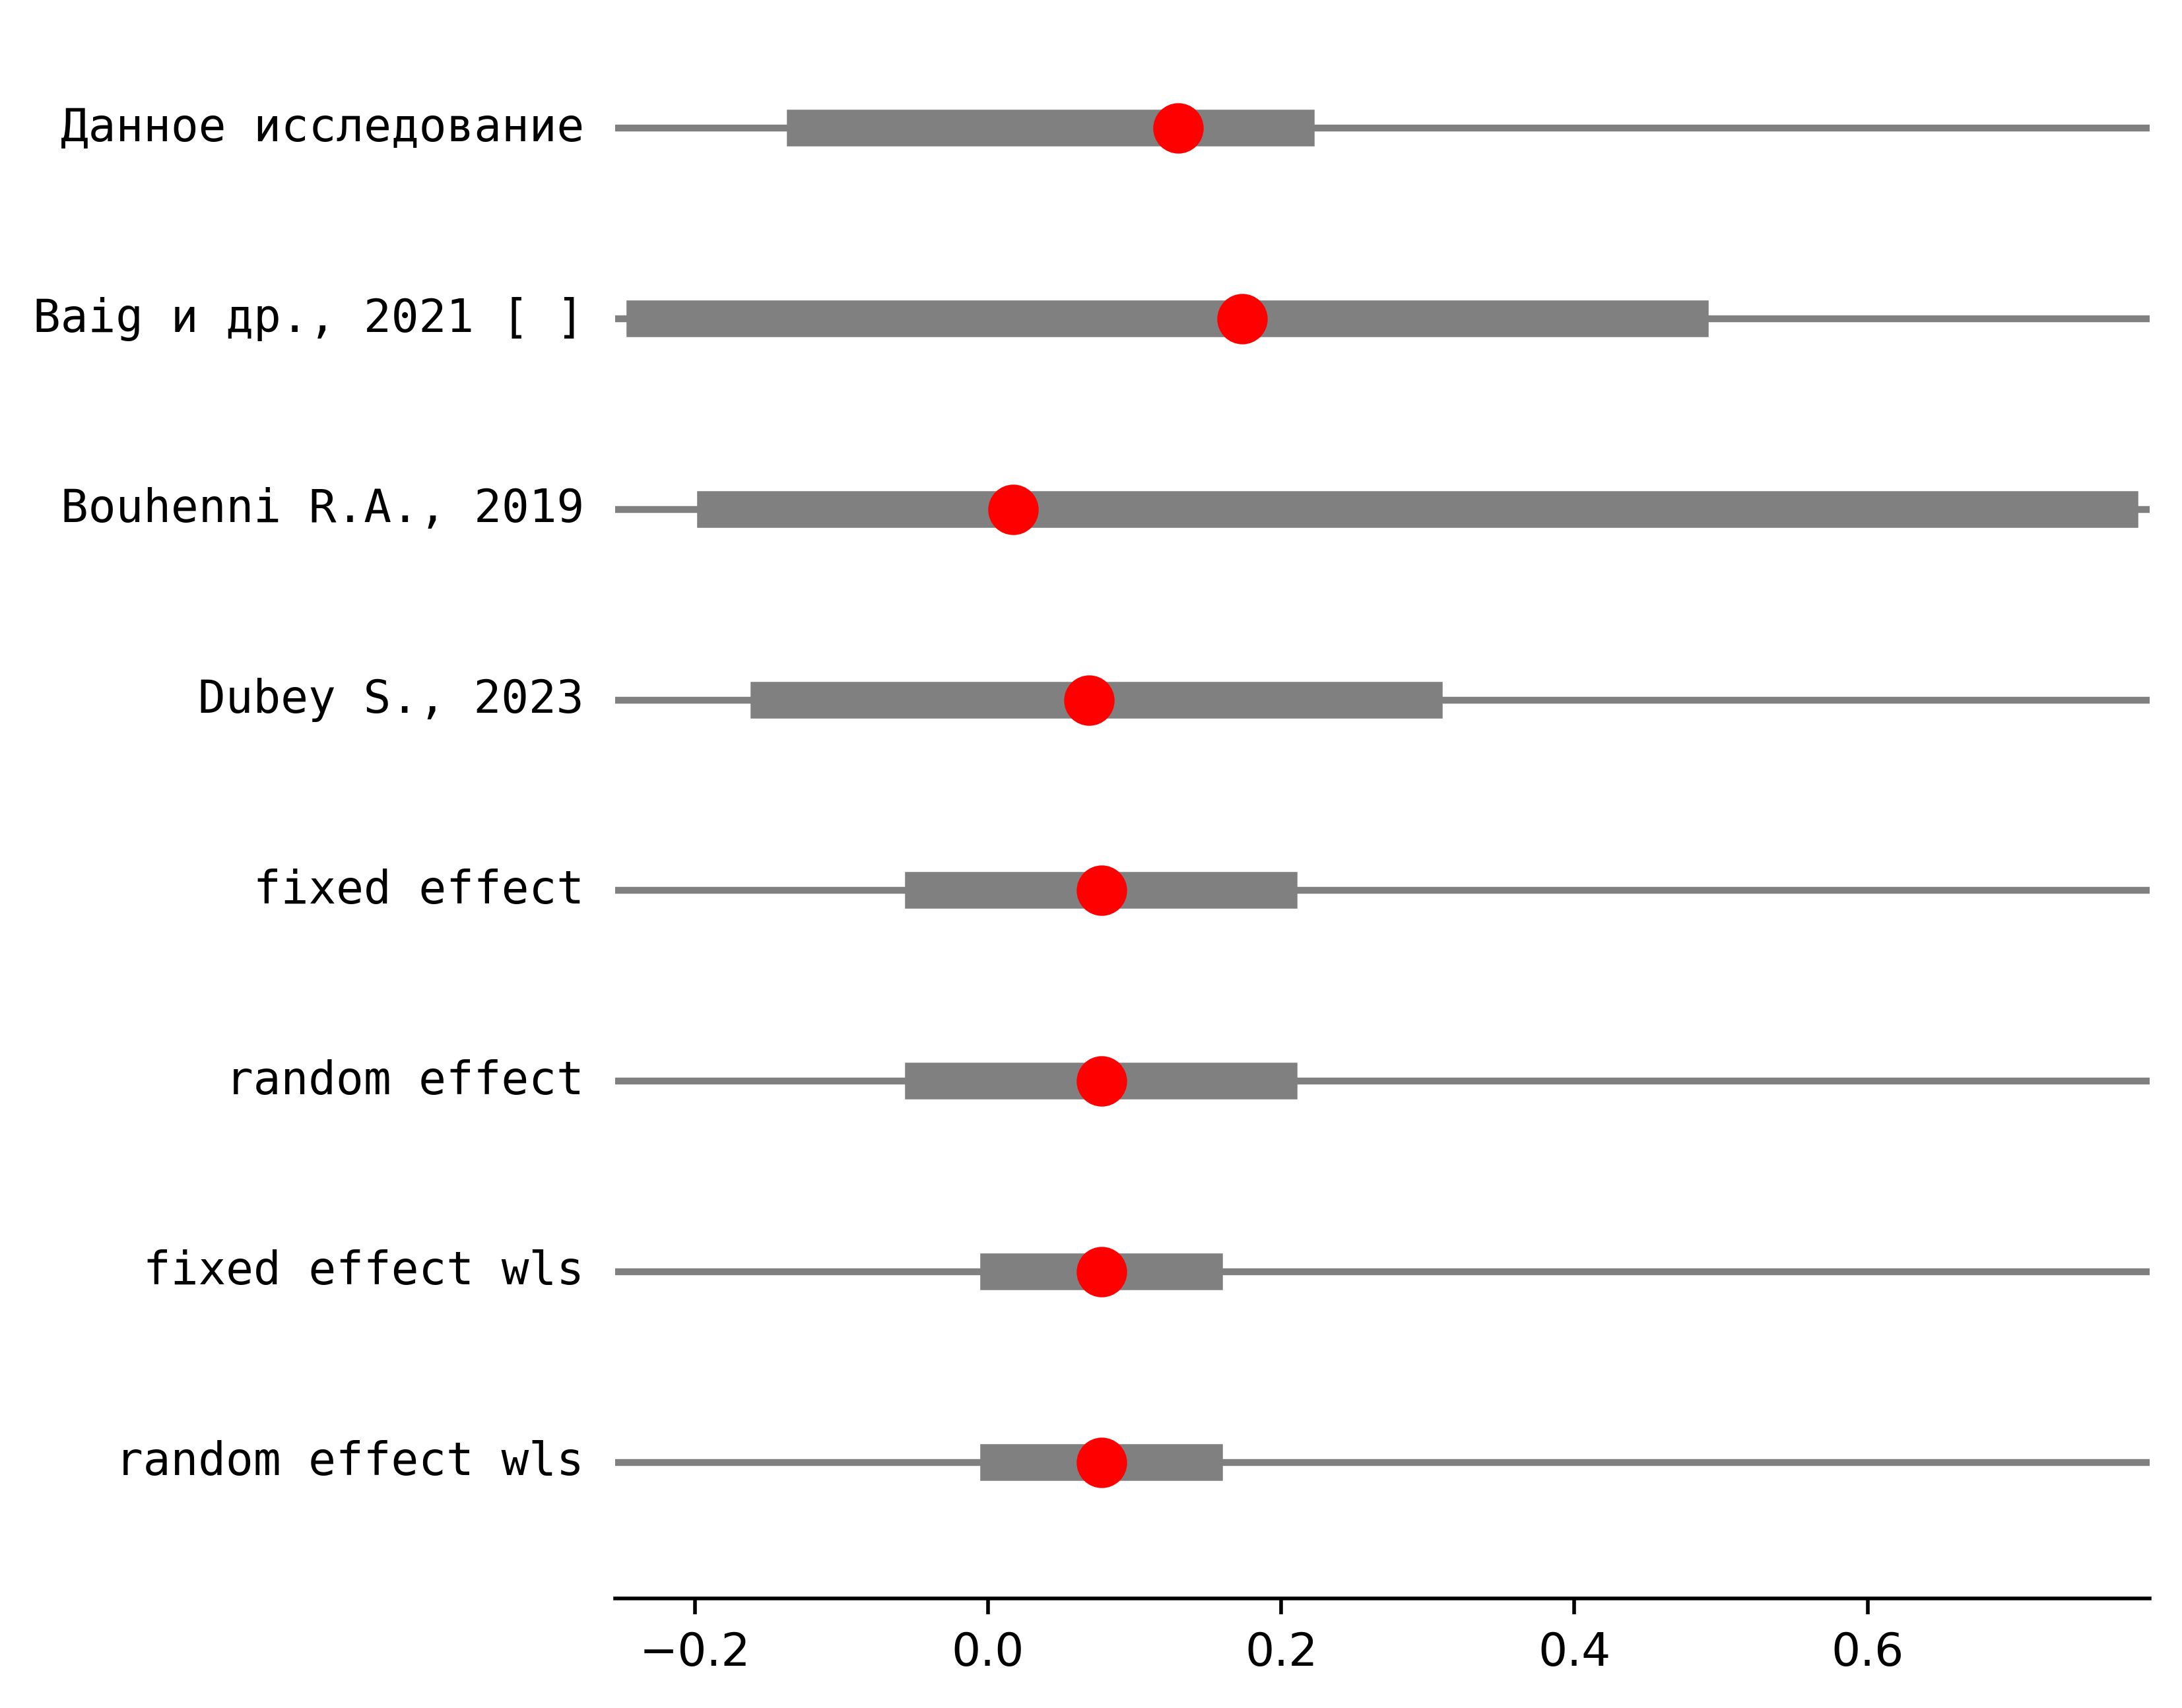 Данное исследование
Baig и др., 2021 [ ]
Bouhenni R.A., 2019
Dubey S., 2023
fixed effect
random effect
fixed effect wls
random effect wls
−0.2 0.0 0.2 0.4 0.6